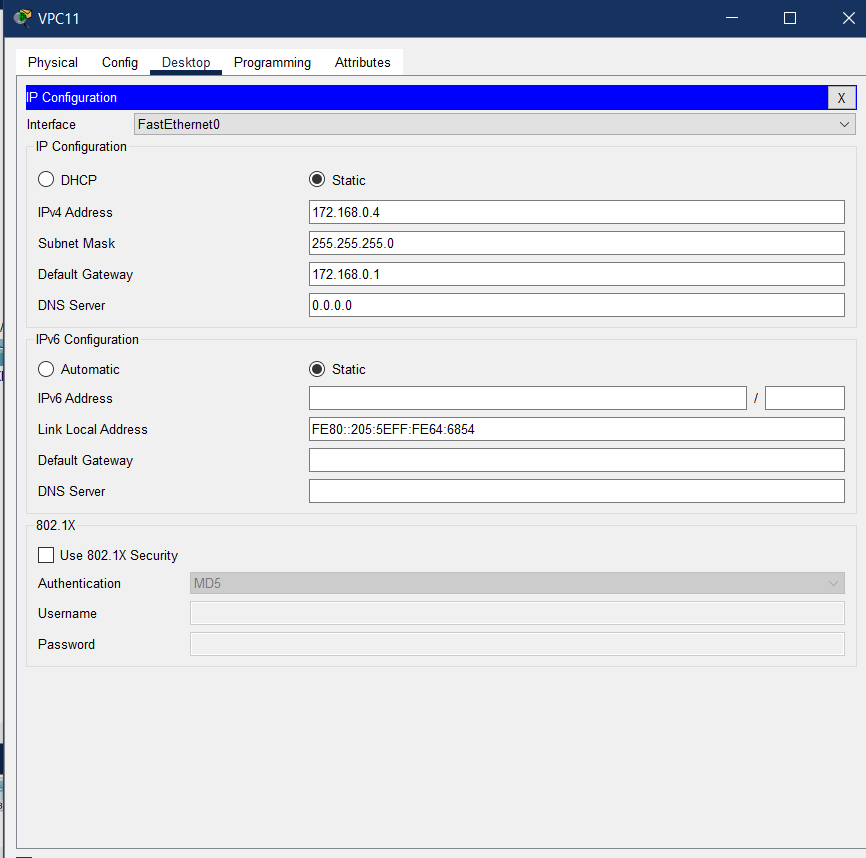 VPC11
Physical Config Desktop Programming Attributes
IP Configuration X
Interface FastEthernet0
IP Configuration
DHCP Static
IPv4 Address 172.168.0.4
Subnet Mask 255.255.255.0
Default Gateway 172.168.0.1
DNS Server 0.0.0.0
IPv6 Configuration
Automatic Static
IPv6 Address /
Link Local Address FE80::205:5EFF:FE64:6854
Default Gateway
DNS Server
802.1X
Use 802.1X Security
Authentication MD5
Username
Password